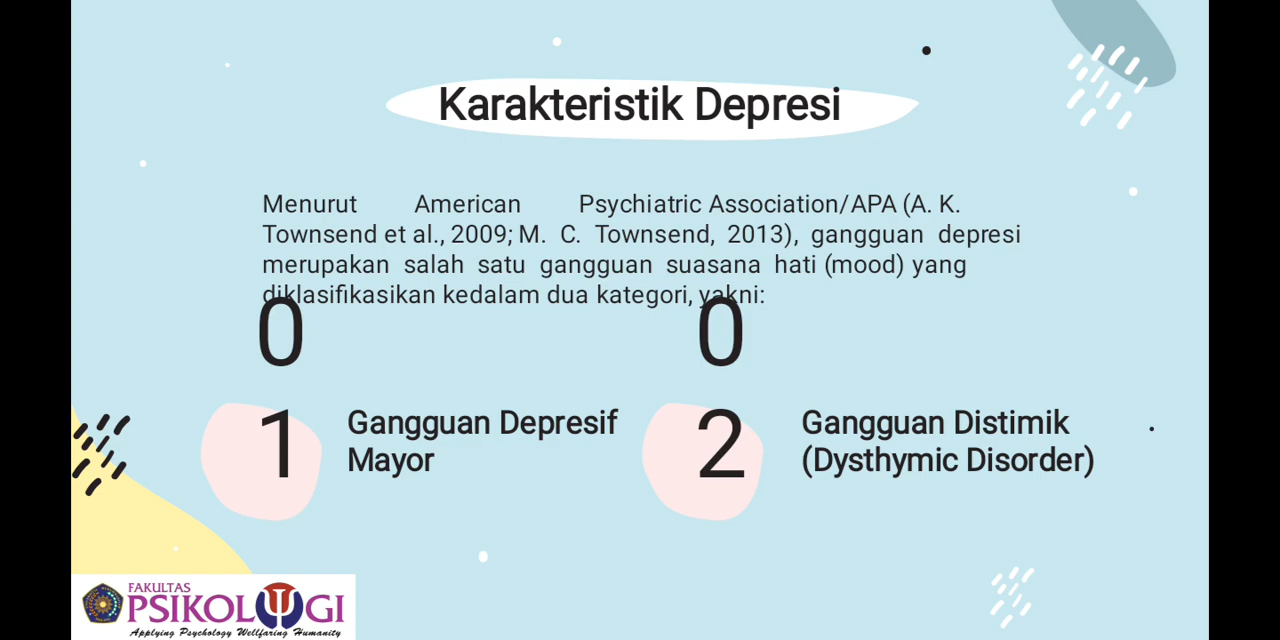 Karakteristik Depresi
Menurut American Psychiatric Association/APA (A. K.
Townsend et al., 2009; M. C. Townsend, 2013), gangguan depresi
merupakan salah satu gangguan suasana hati (mood) yang
diklasifikasikan kedalam dua kategori, yakni:
0
1
Gangguan Depresif
Mayor
0
2
Gangguan Distimik
(Dysthymic Disorder)
FAKULTAS
PSIKOLOGI
Applying Psychology Wellfaring Humanity